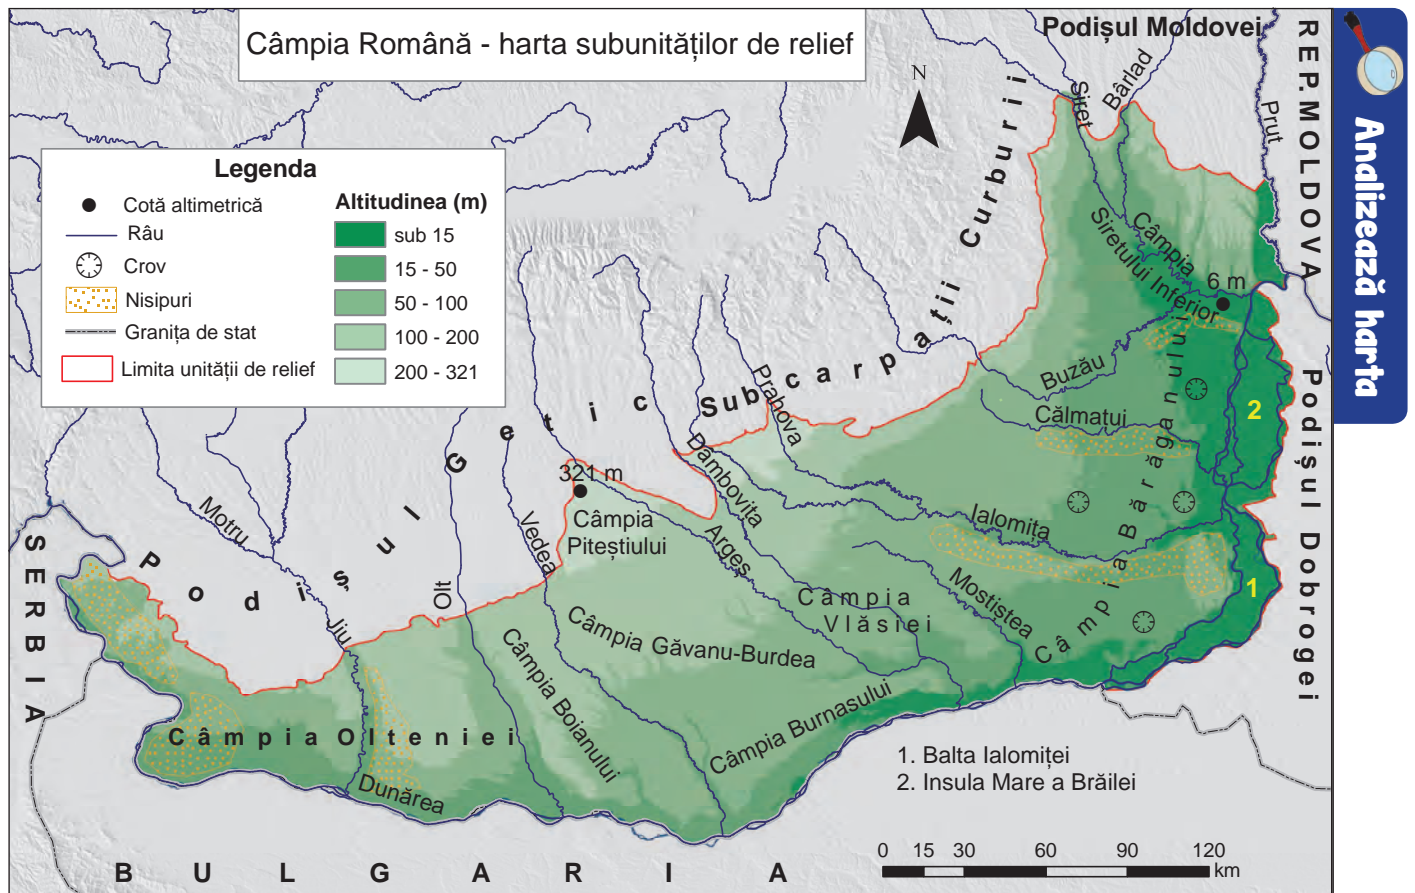 Câmpia Română - harta subunităților de relief
Podișul Moldovei
REP. MOLDOVA
Analizează harta
N
Siret
Bârlad
Prut
Legenda
Cotă altimetrică
Râu
Crov
Nisipuri
Granița de stat
Limita unității de relief
Altitudinea (m)
sub 15
15 - 50
50 - 100
100 - 200
200 - 321
Subcarpații Curburii
Câmpia
Siretului Inferior
6 m
Buzău
Călmațui
Prahova
Podișul Getic
321 m
Câmpia
Piteștiului
Dâmbovița
Argeș
Vedea
Motru
Olt
Jiu
Ialomița
Mostiștea
Câmpia Bărăganului
2
1
Podișul Dobrogei
Câmpia
Vlăsiei
Câmpia Găvanu-Burdea
Câmpia Burnasului
Câmpia Boianului
Câmpia Olteniei
Dunărea
SERBIA
BULGARIA
1. Balta Ialomiței
2. Insula Mare a Brăilei
0 15 30 60 90 120
km